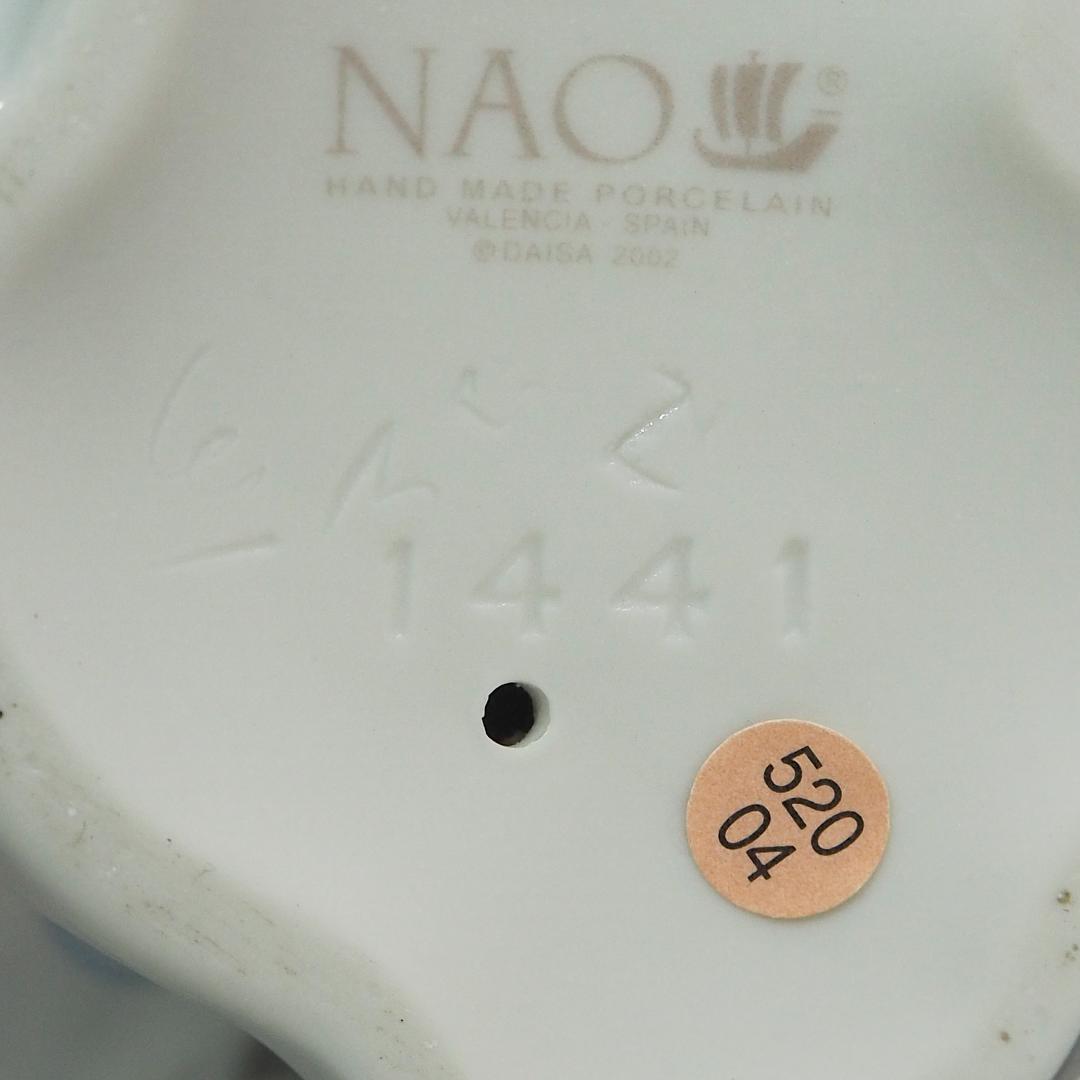 NAO ®
HAND MADE PORCELAIN
VALENCIA - SPAIN
© DAISA 2002
1441
520
04